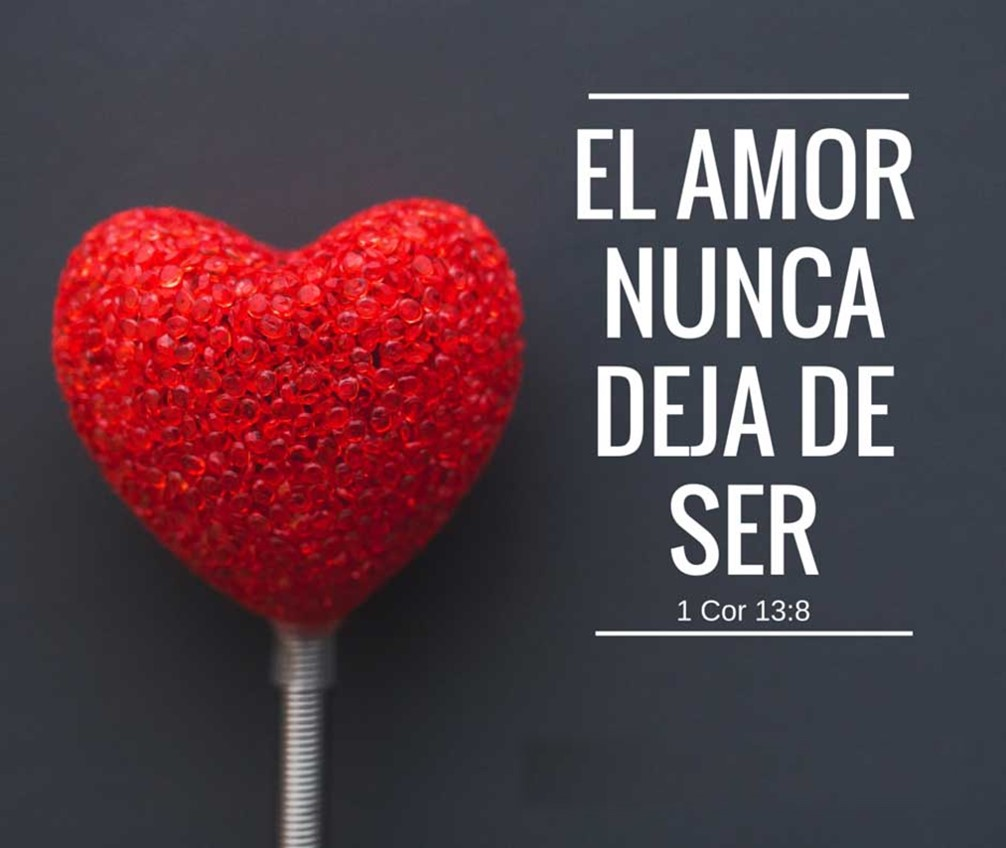 EL AMOR
NUNCA
DEJA DE
SER
1 Cor 13:8